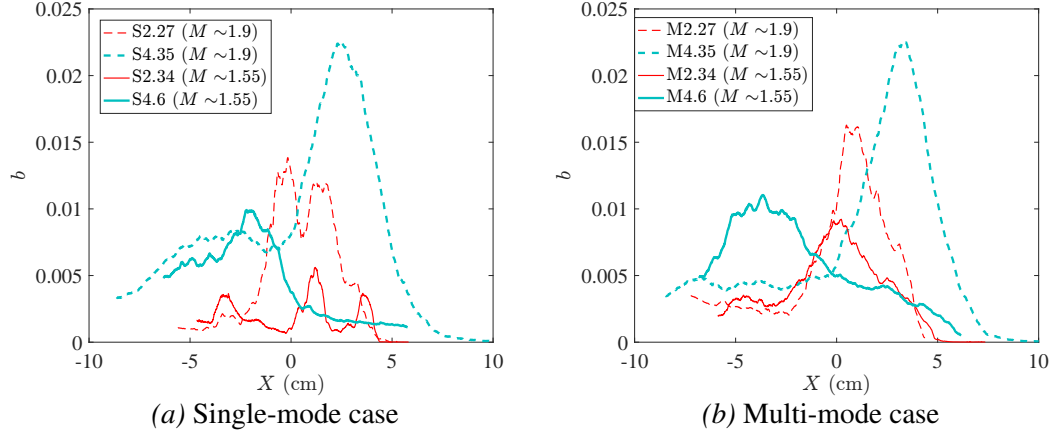 0.025
0.02
0.015
0.01
0.005
0
b
S2.27 (M ∼1.9)
S4.35 (M ∼1.9)
S2.34 (M ∼1.55)
S4.6 (M ∼1.55)
-10 -5 0 5 10
X (cm)
(a) Single-mode case
0.025
0.02
0.015
0.01
0.005
0
b
M2.27 (M ∼1.9)
M4.35 (M ∼1.9)
M2.34 (M ∼1.55)
M4.6 (M ∼1.55)
-10 -5 0 5 10
X (cm)
(b) Multi-mode case